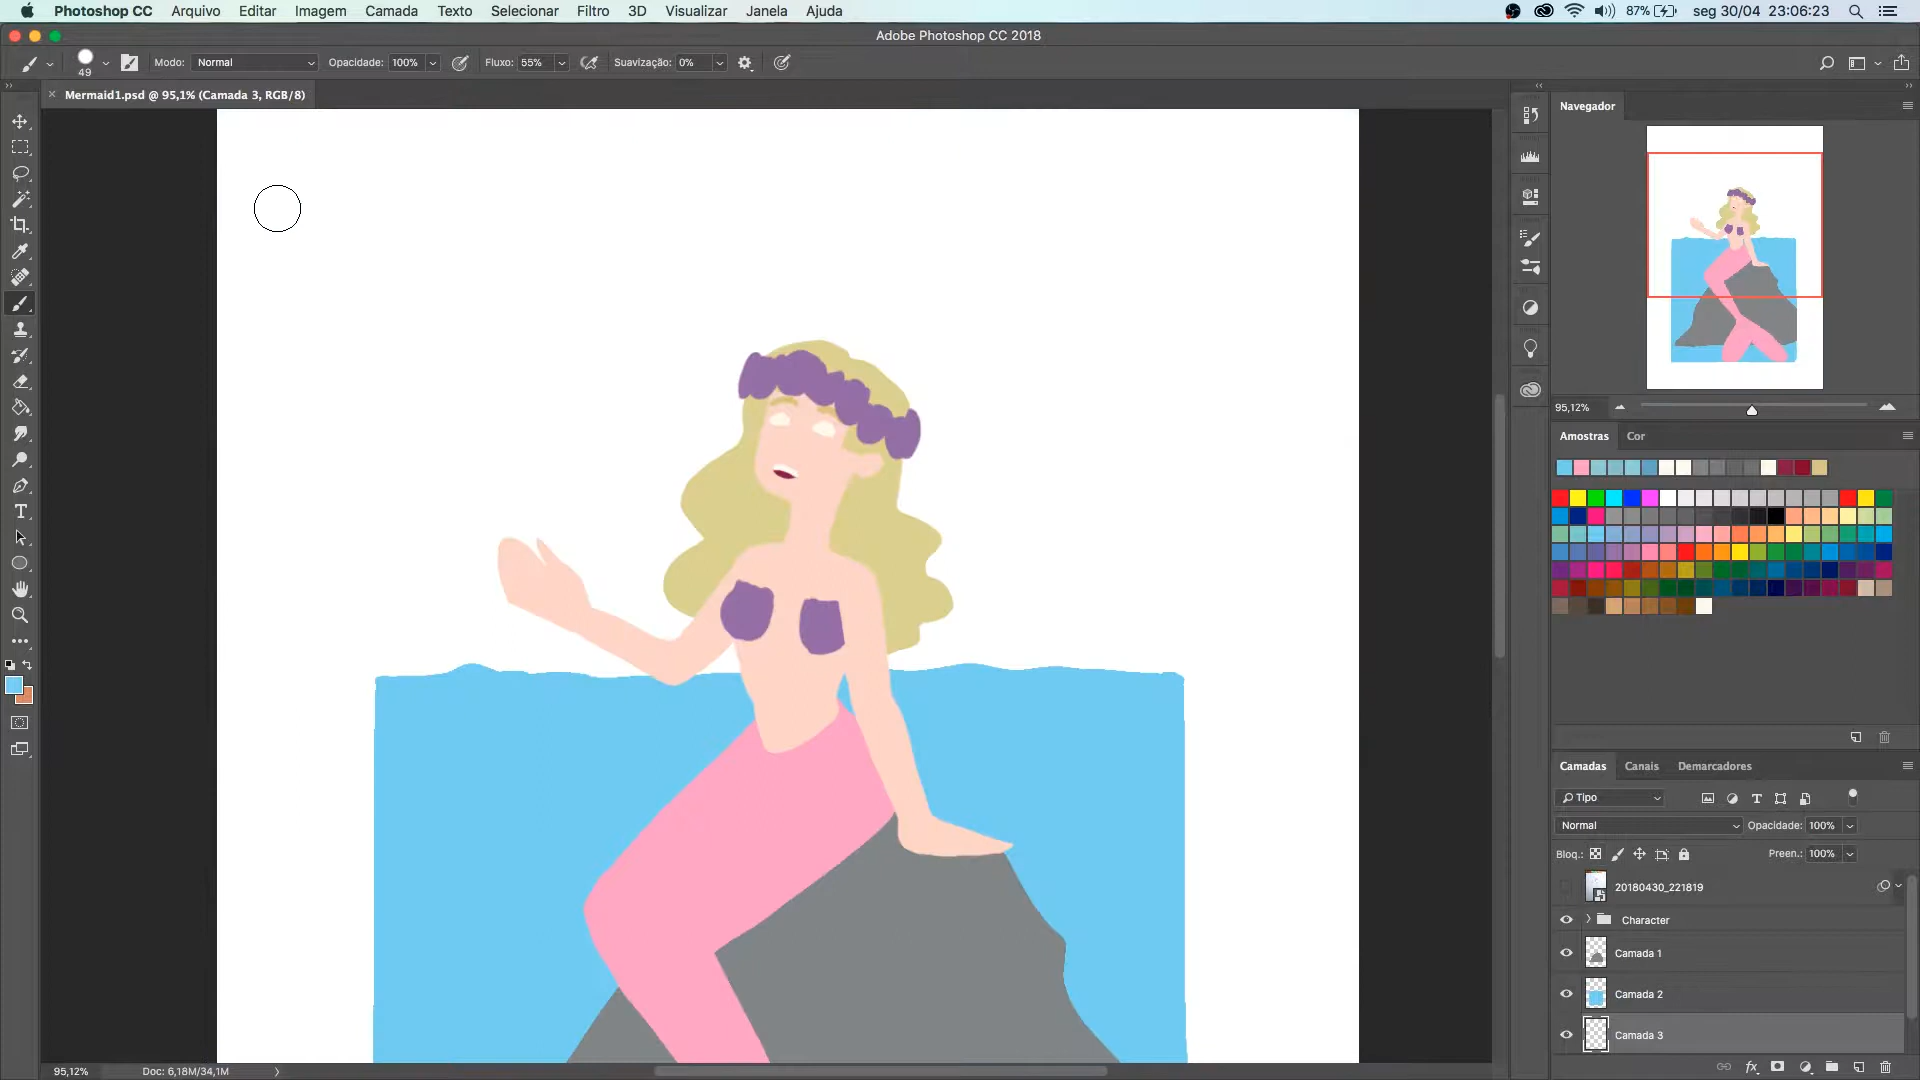 Photoshop CC Arquivo Editar Imagem Camada Texto Selecionar Filtro 3D Visualizar Janela Ajuda 87% seg 30/04 23:06:23
Adobe Photoshop CC 2018
49 Modo: Normal Opacidade: 100% Fluxo: 55% Suavização: 0%
Mermaid1.psd @ 95,1% (Camada 3, RGB/8)
Navegador
95,12%
Amostras Cor
Camadas Canais Demarcadores
Tipo
Normal Opacidade: 100%
Bloq.: Preen.: 100%
20180430_221819
Character
Camada 1
Camada 2
Camada 3
95,12% Doc: 6,18M/34,1M